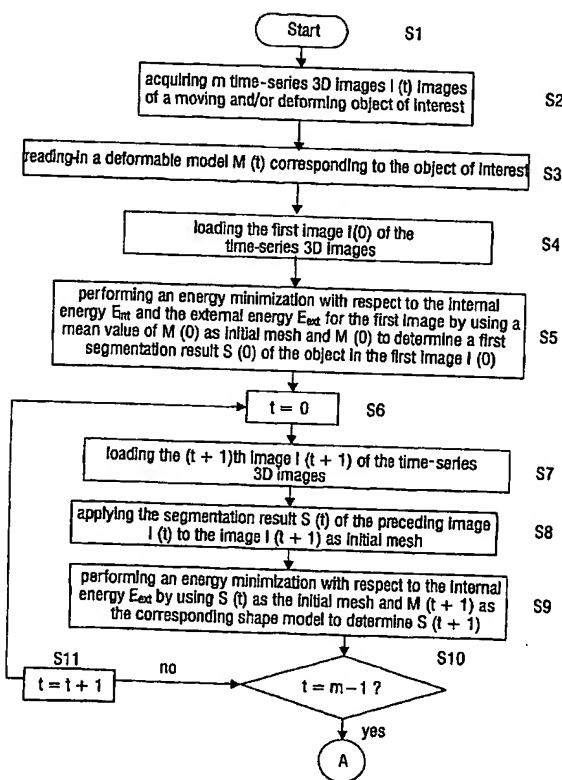 Start S1
acquiring m time-series 3D images I (t) images
of a moving and/or deforming object of interest
S2
reading-in a deformable model M (t) corresponding to the object of interest
S3
loading the first image I(0) of the
time-series 3D images
S4
performing an energy minimization with respect to the internal
energy Eint and the external energy Eext for the first image by using a
mean value of M (0) as initial mesh and M (0) to determine a first
segmentation result S (0) of the object in the first image I (0)
S5
t = 0 S6
loading the (t + 1)th image I (t + 1) of the time-series
3D images
S7
applying the segmentation result S (t) of the preceding image
I (t) to the image I (t + 1) as initial mesh
S8
performing an energy minimization with respect to the internal
energy Eext by using S (t) as the initial mesh and M (t + 1) as
the corresponding shape model to determine S (t + 1)
S9
S10
S11
t = t + 1
no
t = m-1 ?
yes
A